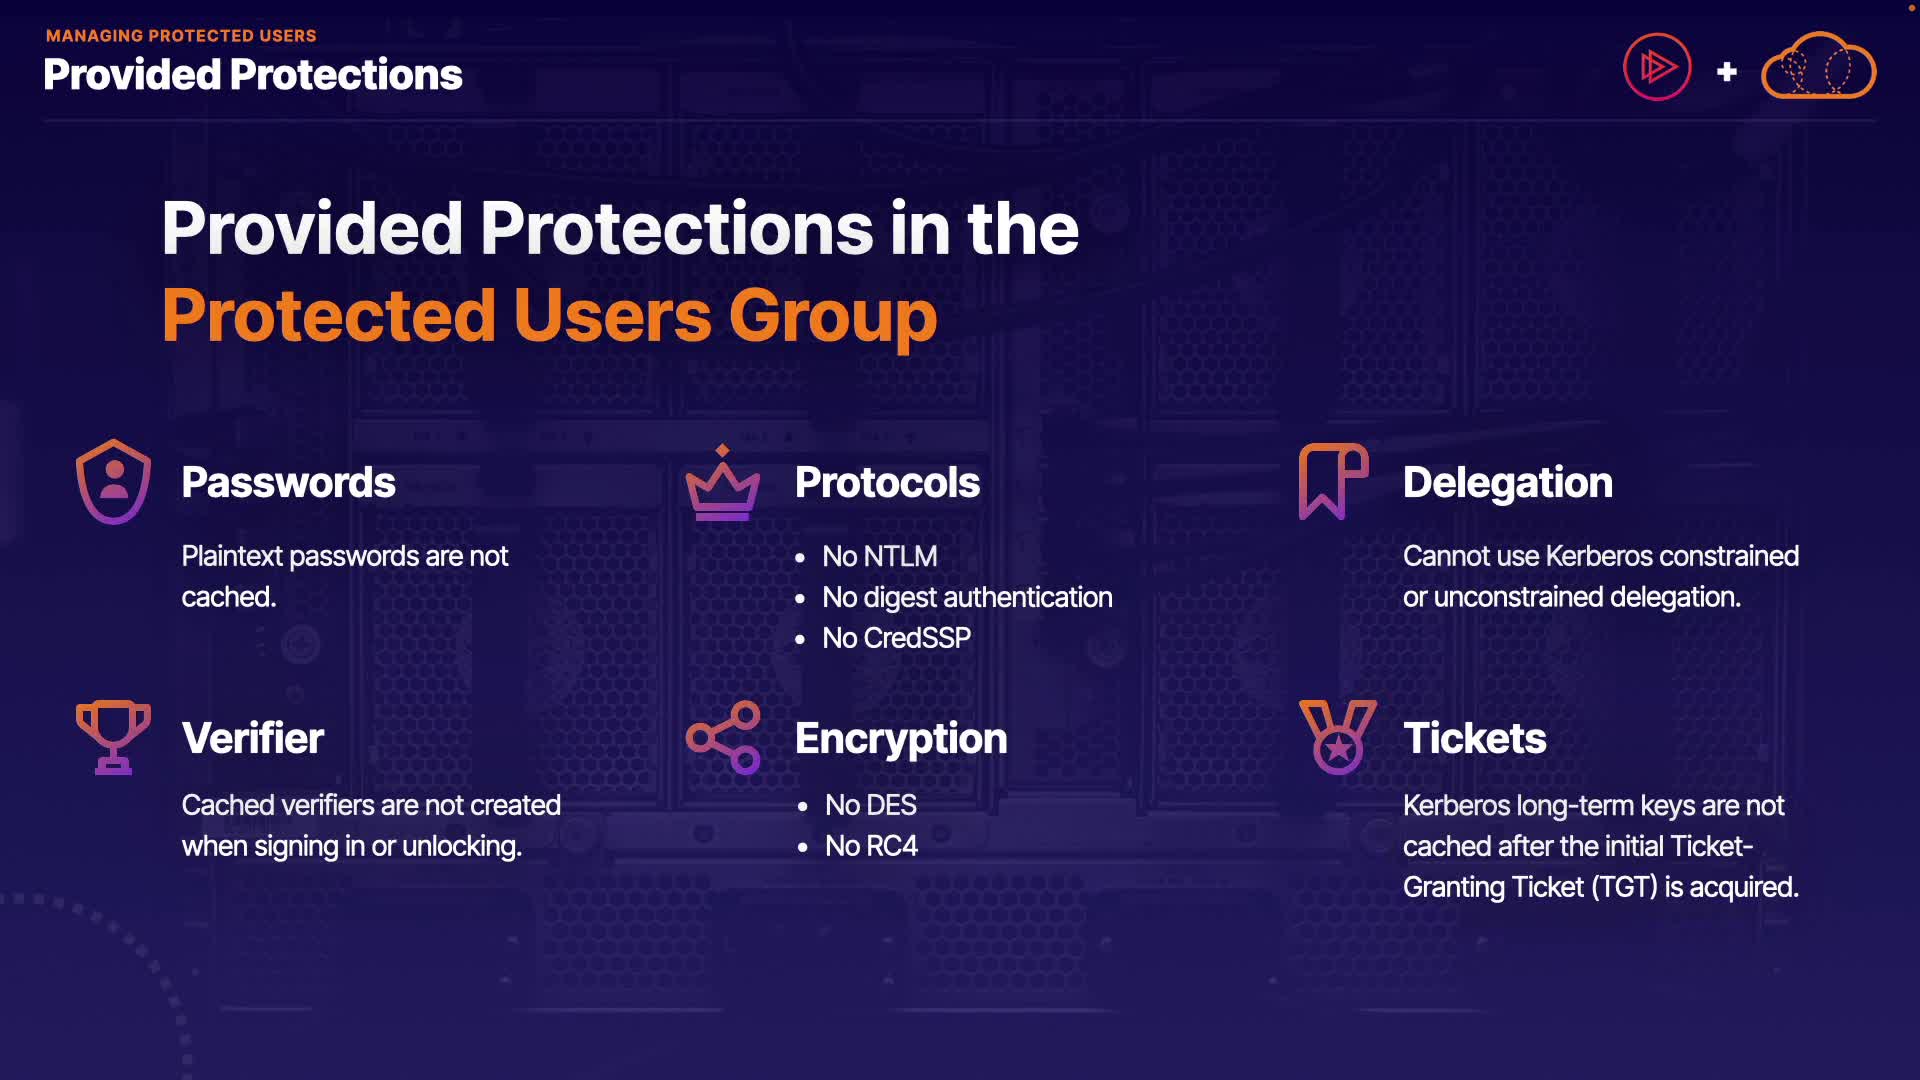 MANAGING PROTECTED USERS
Provided Protections
Provided Protections in the
Protected Users Group
Passwords
Plaintext passwords are not
cached.
Protocols
• No NTLM
• No digest authentication
• No CredSSP
Delegation
Cannot use Kerberos constrained
or unconstrained delegation.
Verifier
Cached verifiers are not created
when signing in or unlocking.
Encryption
• No DES
• No RC4
Tickets
Kerberos long-term keys are not
cached after the initial Ticket-
Granting Ticket (TGT) is acquired.